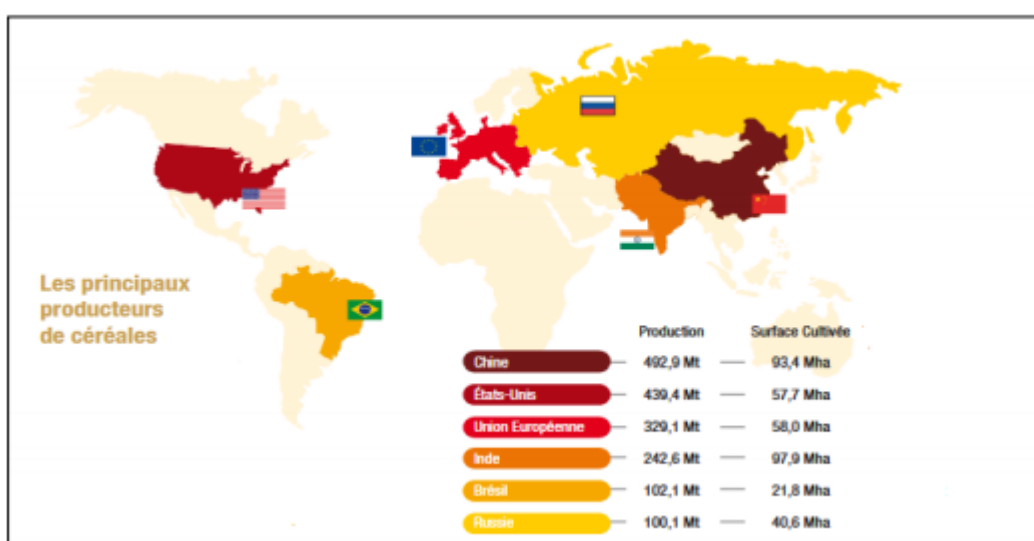 Les principaux
producteurs
de céréales
Production Surface Cultivée
Chine 492,9 Mt 93,4 Mha
États-Unis 439,4 Mt 57,7 Mha
Union Européenne 329,1 Mt 58,0 Mha
Inde 242,6 Mt 97,9 Mha
Brésil 102,1 Mt 21,8 Mha
Russie 100,1 Mt 40,6 Mha